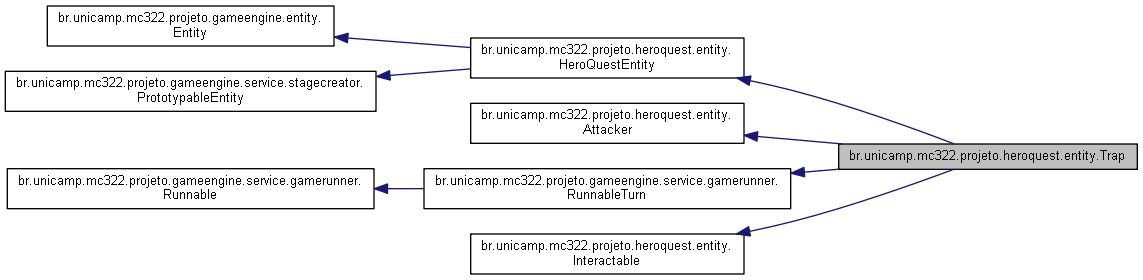 br.unicamp.mc322.projeto.gameengine.entity.
Entity
br.unicamp.mc322.projeto.heroquest.entity.
HeroQuestEntity
br.unicamp.mc322.projeto.gameengine.service.stagecreator.
PrototypableEntity
br.unicamp.mc322.projeto.heroquest.entity.
Attacker
br.unicamp.mc322.projeto.heroquest.entity.Trap
br.unicamp.mc322.projeto.gameengine.service.gamerunner.
Runnable
br.unicamp.mc322.projeto.gameengine.service.gamerunner.
RunnableTurn
br.unicamp.mc322.projeto.heroquest.entity.
Interactable